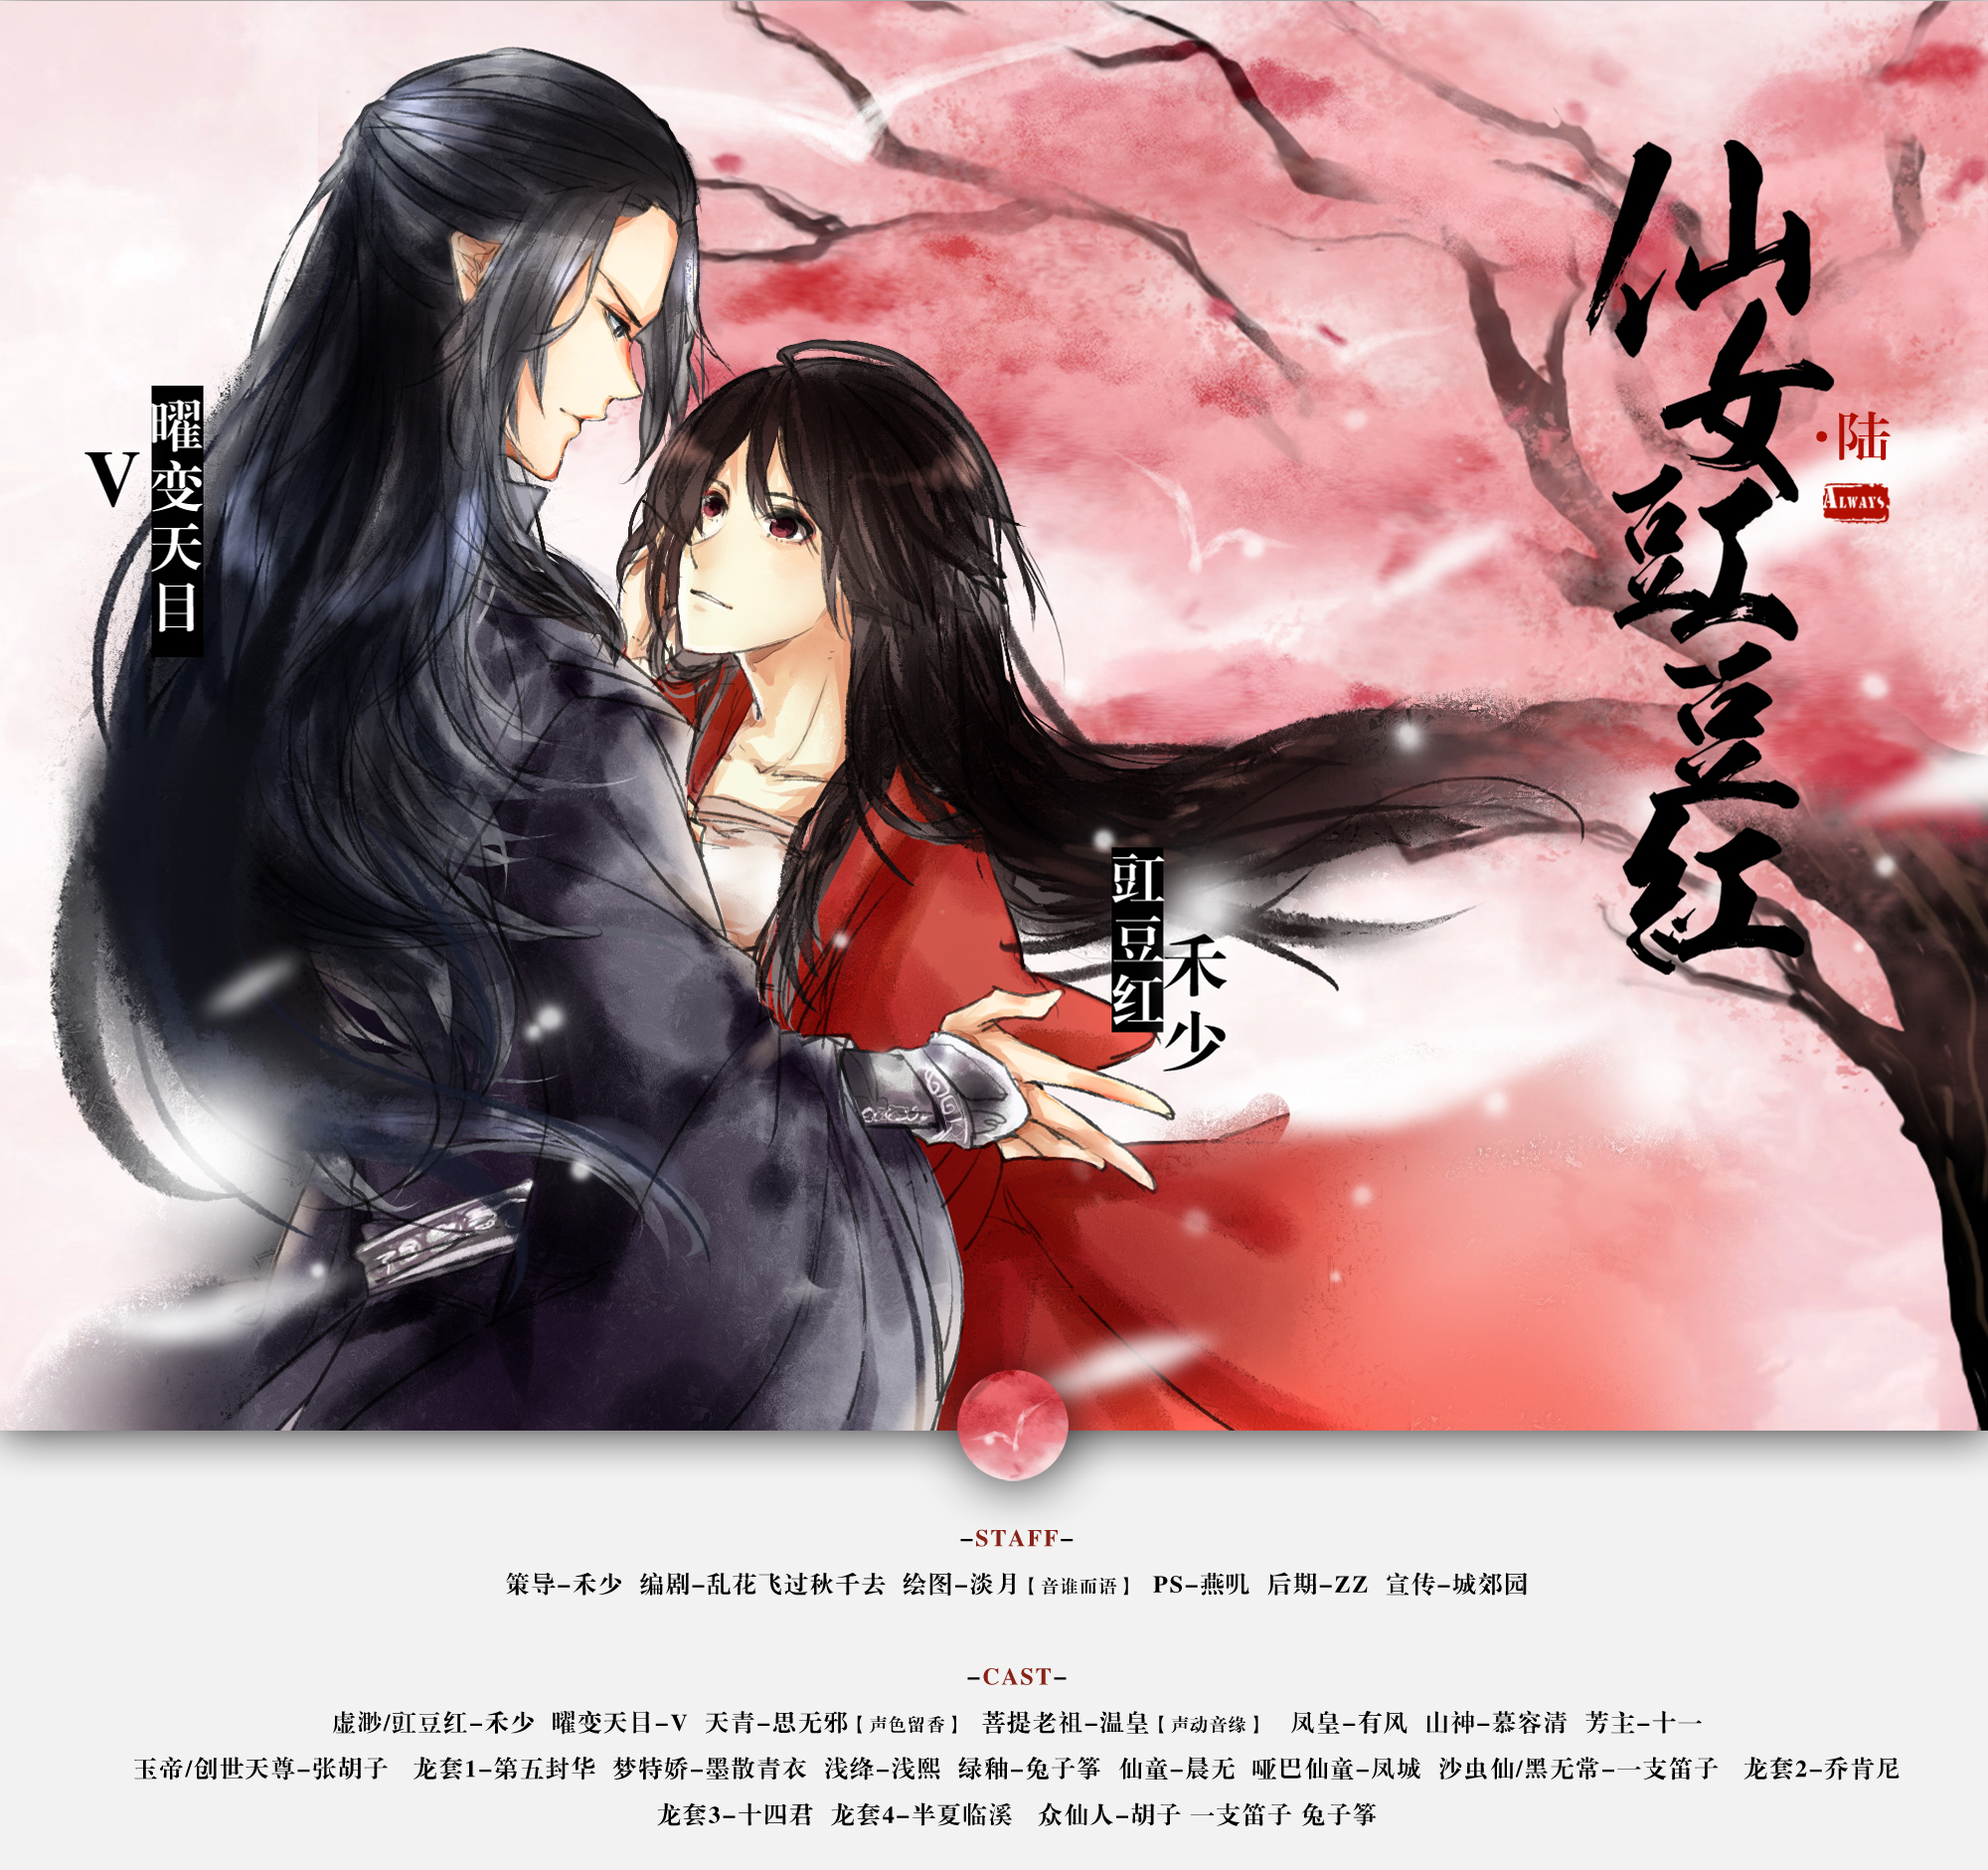 仙女豇豆红
·陆
ALWAYS
曜变天目
V
豇豆红
禾少
-STAFF-
策导-禾少 编剧-乱花飞过秋千去 绘图-淡月【音谁而语】 PS-燕叽 后期-ZZ 宣传-城郊园
-CAST-
虚渺/豇豆红-禾少 曜变天目-V 天青-思无邪【声色留香】 菩提老祖-温皇【声动音缘】 凤皇-有风 山神-慕容清 芳主-十一
玉帝/创世天尊-张胡子 龙套1-第五封华 梦特娇-墨散青衣 浅绛-浅熙 绿釉-兔子筝 仙童-晨无 哑巴仙童-凤城 沙虫仙/黑无常-一支笛子 龙套2-乔肯尼
龙套3-十四君 龙套4-半夏临溪 众仙人-胡子 一支笛子 兔子筝